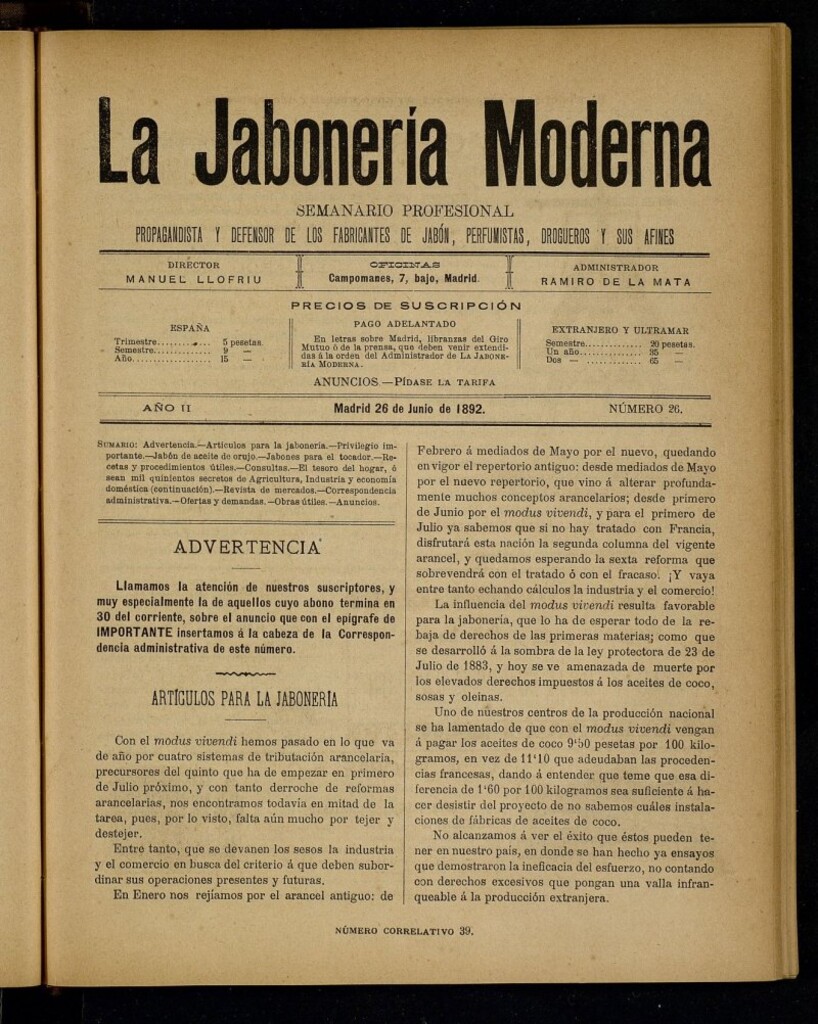 La Jabonería Moderna
SEMANARIO PROFESIONAL
PROPAGANDISTA Y DEFENSOR DE LOS FABRICANTES DE JABÓN, PERFUMISTAS, DROGUEROS Y SUS AFINES
DIRECTOR
MANUEL LLOFRIU
OFICINAS
Campomanes, 7, bajo, Madrid.
ADMINISTRADOR
RAMIRO DE LA MATA
PRECIOS DE SUSCRIPCIÓN
ESPAÑA
Trimestre.......... 5 pesetas.
Semestre............ 9 —
Año.................. 15 —
PAGO ADELANTADO
En letras sobre Madrid, libranzas del Giro
Mutuo ó de la prensa, que deben venir extendi-
das á la orden del Administrador de LA JABONE-
RÍA MODERNA.
EXTRANJERO Y ULTRAMAR
Semestre............. 20 pesetas.
Un año............... 35 —
Dos — ............. 65 —
ANUNCIOS.—PÍDASE LA TARIFA
AÑO II
Madrid 26 de Junio de 1892.
NÚMERO 26.
SUMARIO: Advertencia.—Artículos para la jabonería.—Privilegio im-
portante.—Jabón de aceite de orujo.—Jabones para el tocador.—Re-
cetas y procedimientos útiles.—Consultas.—El tesoro del hogar, ó
sean mil quinientos secretos de Agricultura, Industria y economía
doméstica (continuación).—Revista de mercados.—Correspondencia
administrativa.—Ofertas y demandas.—Obras útiles.—Anuncios.
ADVERTENCIA
Llamamos la atención de nuestros suscriptores, y
muy especialmente la de aquellos cuyo abono termina en
30 del corriente, sobre el anuncio que con el epígrafe de
IMPORTANTE insertamos á la cabeza de la Correspon-
dencia administrativa de este número.
ARTÍCULOS PARA LA JABONERÍA
Con el modus vivendi hemos pasado en lo que va
de año por cuatro sistemas de tributación arancelaria,
precursores del quinto que ha de empezar en primero
de Julio próximo, y con tanto derroche de reformas
arancelarias, nos encontramos todavía en mitad de la
tarea, pues, por lo visto, falta aún mucho por tejer y
destejer.
Entre tanto, que se devanen los sesos la industria
y el comercio en busca del criterio á que deben subor-
dinar sus operaciones presentes y futuras.
En Enero nos rejíamos por el arancel antiguo: de
Febrero á mediados de Mayo por el nuevo, quedando
en vigor el repertorio antiguo: desde mediados de Mayo
por el nuevo repertorio, que vino á alterar profunda-
mente muchos conceptos arancelarios; desde primero
de Junio por el modus vivendi, y para el primero de
Julio ya sabemos que si no hay tratado con Francia,
disfrutará esta nación la segunda columna del vigente
arancel, y quedamos esperando la sexta reforma que
sobrevendrá con el tratado ó con el fracaso. ¡Y vaya
entre tanto echando cálculos la industria y el comercio!
La influencia del modus vivendi resulta favorable
para la jabonería, que lo ha de esperar todo de la re-
baja de derechos de las primeras materias; como que
se desarrolló á la sombra de la ley protectora de 23 de
Julio de 1883, y hoy se ve amenazada de muerte por
los elevados derechos impuestos á los aceites de coco,
sosas y oleinas.
Uno de nuestros centros de la producción nacional
se ha lamentado de que con el modus vivendi vengan
á pagar los aceites de coco 9'50 pesetas por 100 kilo-
gramos, en vez de 11'10 que adeudaban las proceden-
cias francesas, dando á entender que teme que esa di-
ferencia de 1'60 por 100 kilogramos sea suficiente á ha-
cer desistir del proyecto de no sabemos cuáles instala-
ciones de fábricas de aceites de coco.
No alcanzamos á ver el éxito que éstos pueden te-
ner en nuestro país, en donde se han hecho ya ensayos
que demostraron la ineficacia del esfuerzo, no contando
con derechos excesivos que pongan una valla infran-
queable á la producción extranjera.
NÚMERO CORRELATIVO 39.